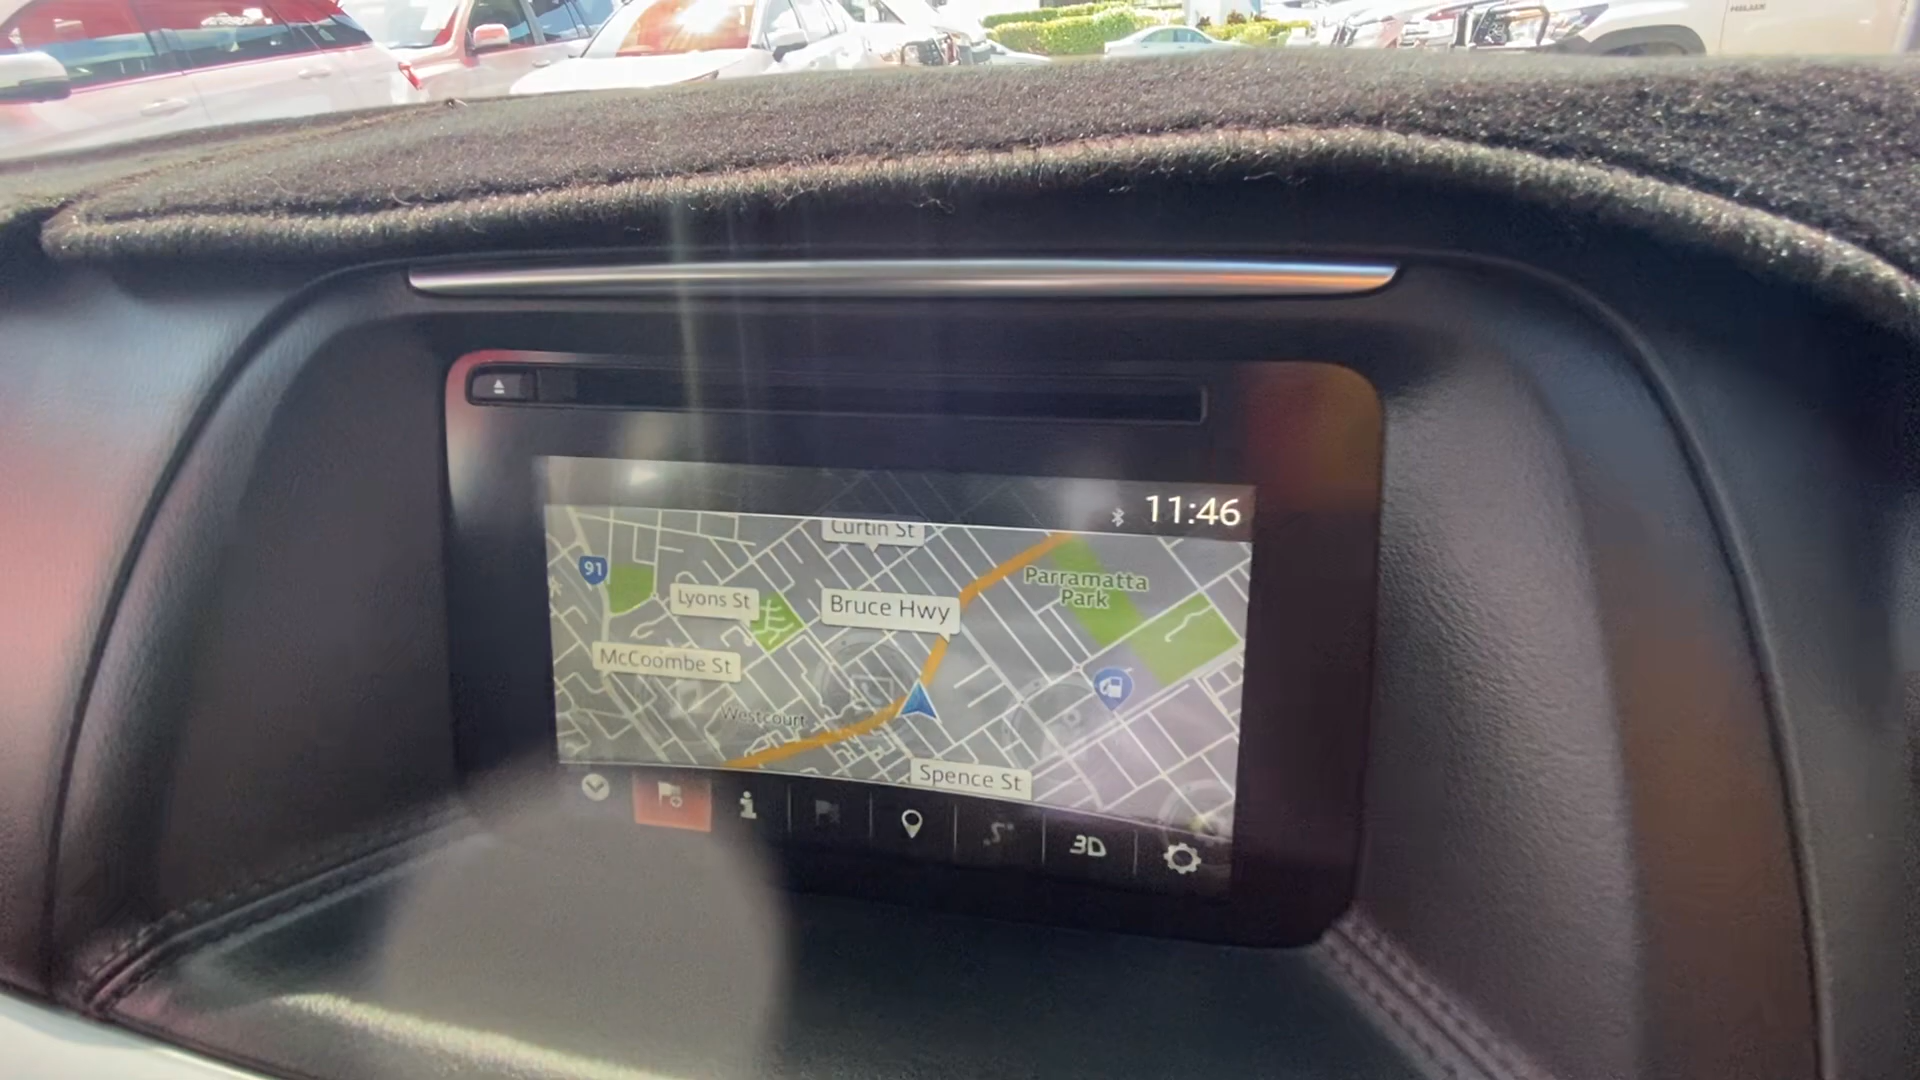 11:46
Curtin St
91
Parramatta
Park
Lyons St
Bruce Hwy
McCoombe St
Westcourt
Spence St
3D